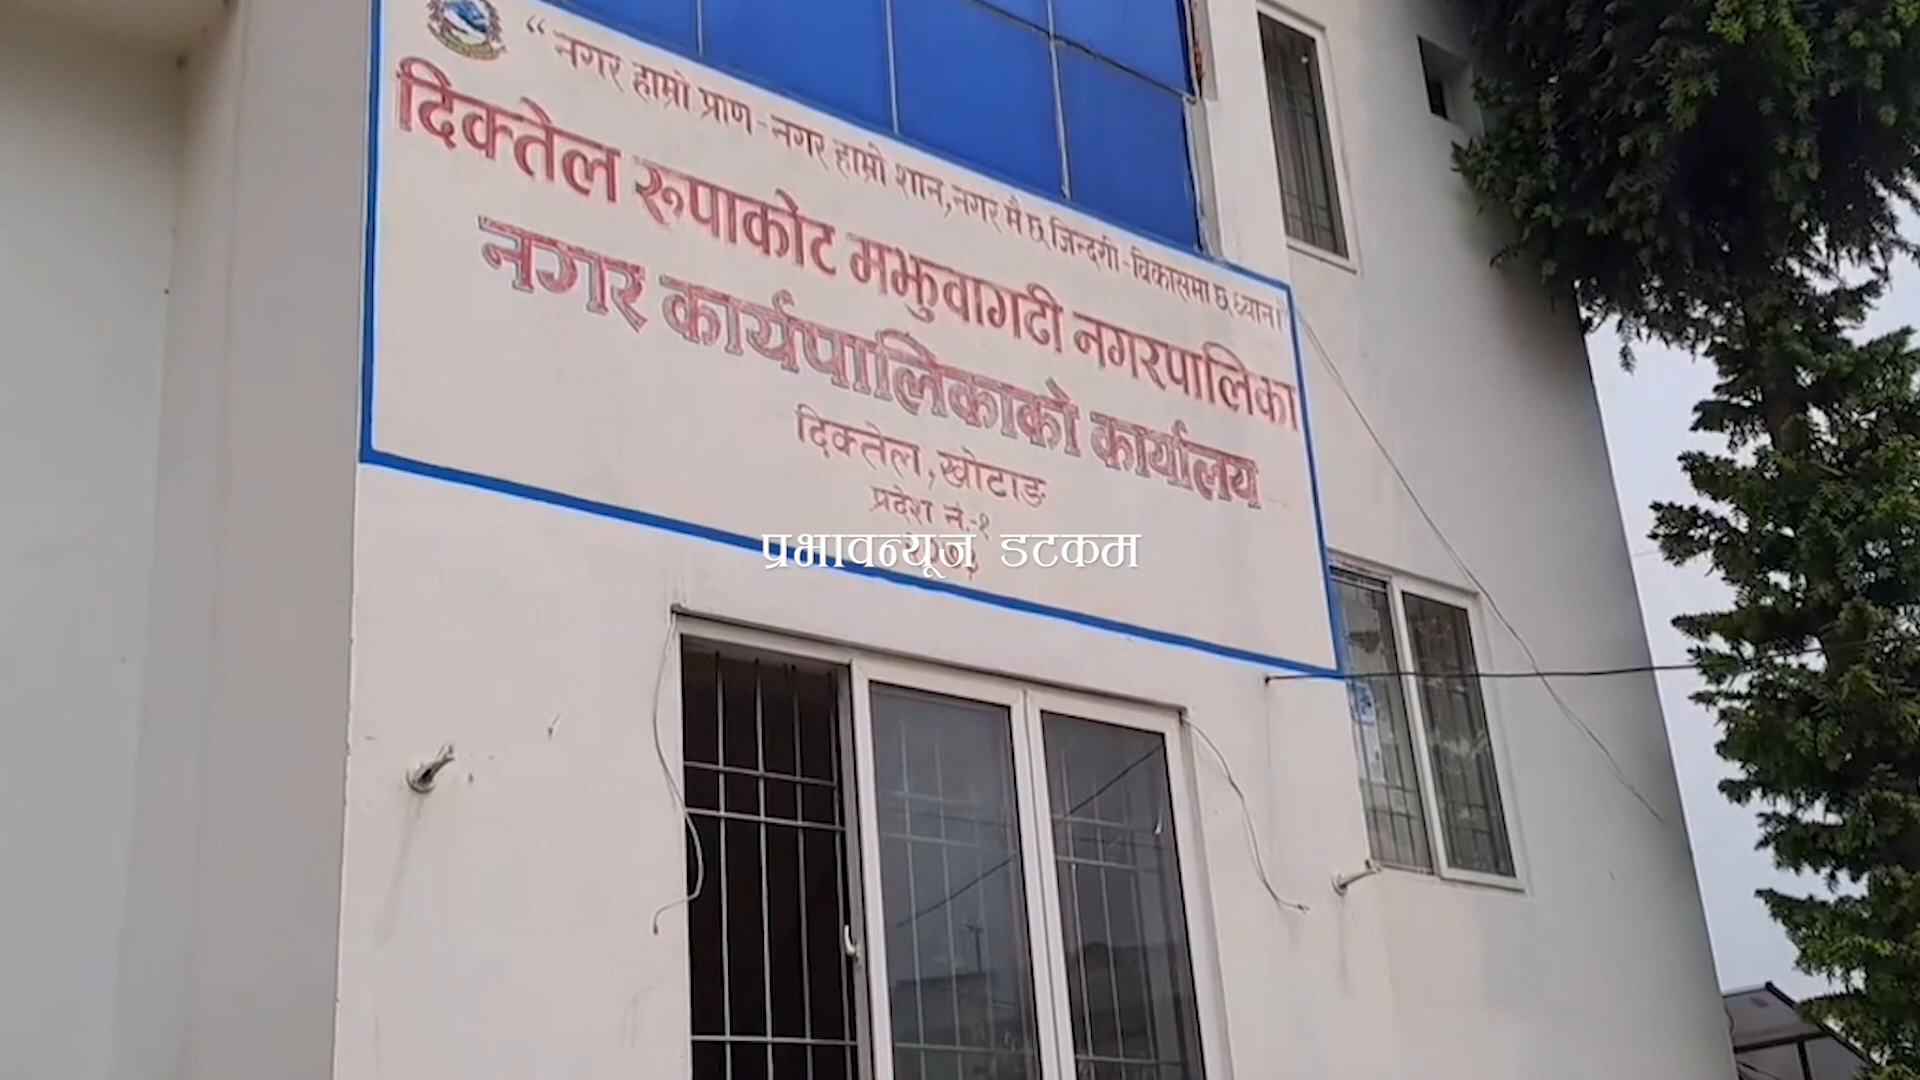 “नगर हाम्रो प्राण-नगर हाम्रो शान,नगर मै छ जिन्दगी-विकासमा छ ध्यान।
दिक्तेल रुपाकोट मझुवागढी नगरपालिका
नगर कार्यपालिकाको कार्यालय
दिक्तेल,खोटाङ
प्रदेश नं.-१
प्रभावन्यूज डटकम